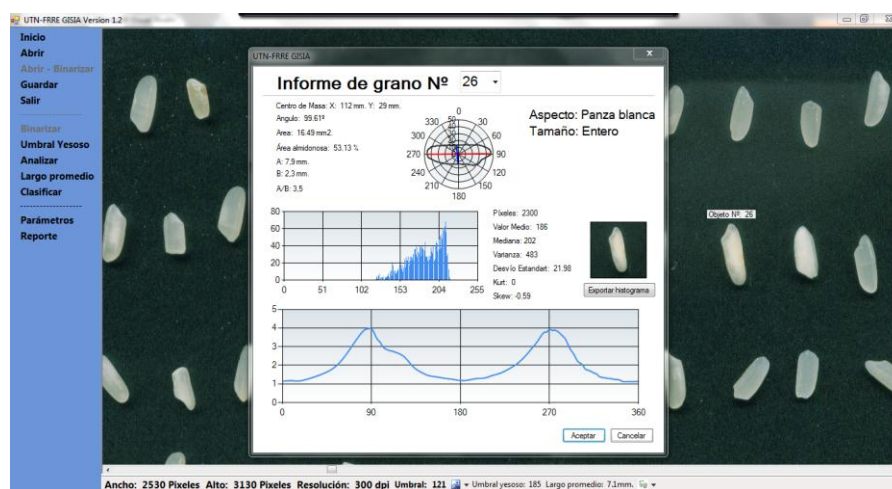 UTN-FRRE GISIA Version 1.2
Inicio
Abrir
Abrir - Binarizar
Guardar
Salir
Binarizar
Umbral Yesoso
Analizar
Largo promedio
Clasificar
Parámetros
Reporte
UTN-FRRE GISIA
x
Informe de grano Nº 26
Centro de Masa: X: 112 mm. Y: 29 mm.
Angulo: 99.61º
Area: 16.49 mm2.
Área almidonosa: 53.13 %
A: 7,9 mm.
B: 2,3 mm.
A/B: 3,5
0
330 30
300 60
270 90
240 120
210 150
180
50
Aspecto: Panza blanca
Tamaño: Entero
80
60
40
20
0
0 51 102 153 204 255
Píxeles: 2300
Valor Medio: 186
Mediana: 202
Varianza: 483
Desvío Estandart: 21.98
Kurt: 0
Skew: -0.59
Exportar histograma
Objeto Nº: 26
5
4
3
2
1
0
0 90 180 270 360
Aceptar Cancelar
Ancho: 2530 Píxeles Alto: 3130 Píxeles Resolución: 300 dpi Umbral: 121 Umbral yesoso: 185 Largo promedio: 7.1mm.